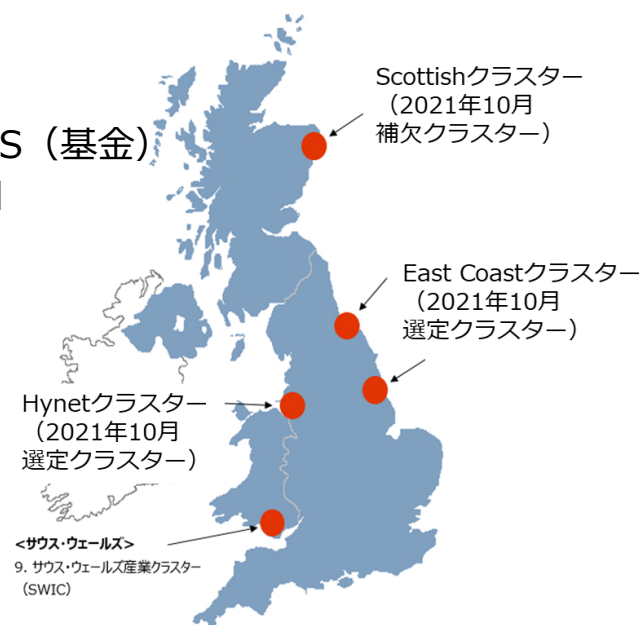 Scottishクラスター
（2021年10月
補欠クラスター）
S（基金）
East Coastクラスター
（2021年10月
選定クラスター）
Hynetクラスター
（2021年10月
選定クラスター）
<サウス・ウェールズ>
9. サウス・ウェールズ産業クラスター
（SWIC）